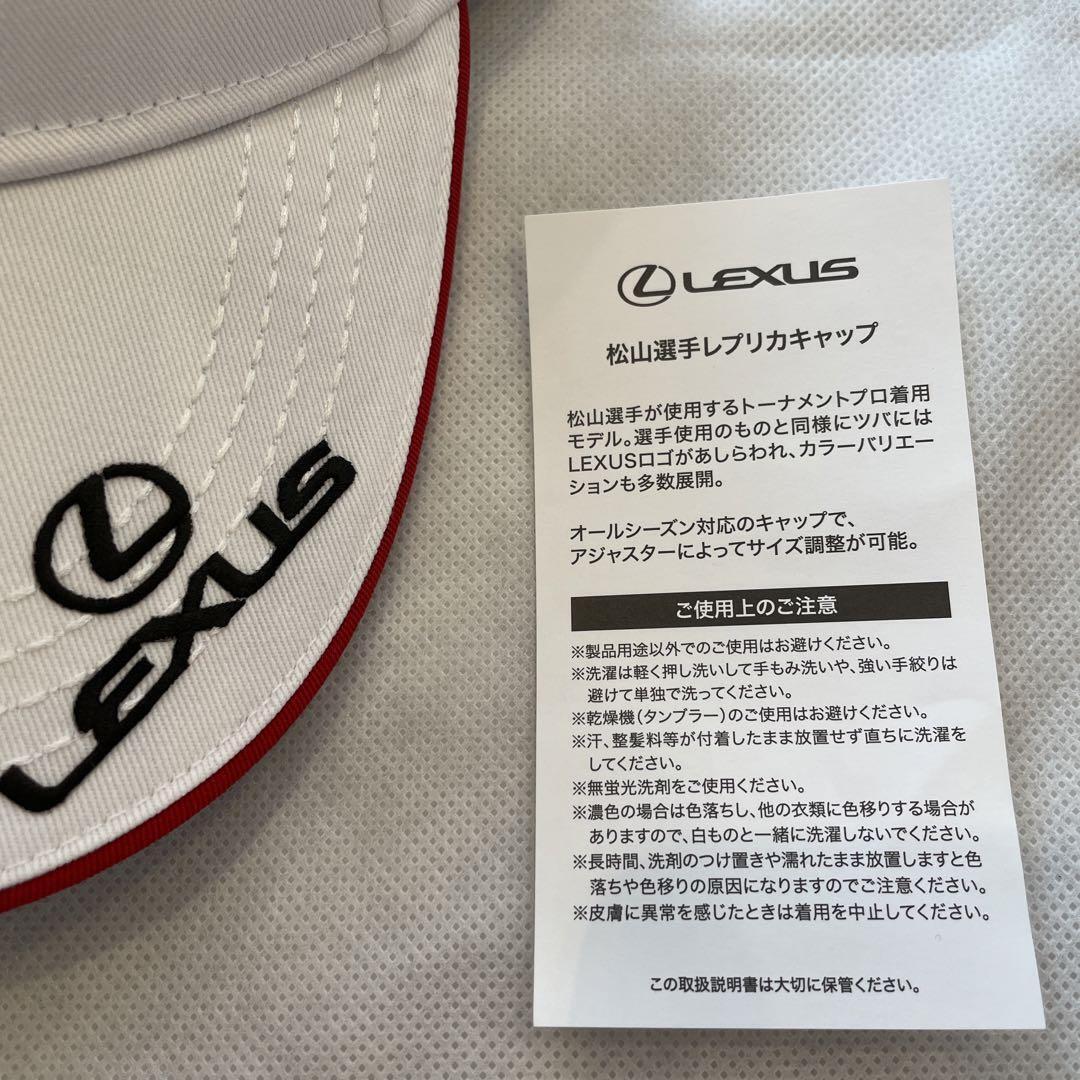 LEXUS
LEXUS
松山選手レプリカキャップ
松山選手が使用するトーナメントプロ着用
モデル。選手使用のものと同様にツバには
LEXUSロゴがあしらわれ、カラーバリエー
ションも多数展開。
オールシーズン対応のキャップで、
アジャスターによってサイズ調整が可能。
ご使用上のご注意
※製品用途以外でのご使用はお避けください。
※洗濯は軽く押し洗いして手もみ洗いや、強い手絞りは
避けて単独で洗ってください。
※乾燥機（タンブラー）のご使用はお避けください。
※汗、整髪料等が付着したまま放置せず直ちに洗濯を
してください。
※無蛍光洗剤をご使用ください。
※濃色の場合は色落ちし、他の衣類に色移りする場合が
ありますので、白ものと一緒に洗濯しないでください。
※長時間、洗剤のつけ置きや濡れたまま放置しますと色
落ちや色移りの原因になりますのでご注意ください。
※皮膚に異常を感じたときは着用を中止してください。
この取扱説明書は大切に保管ください。